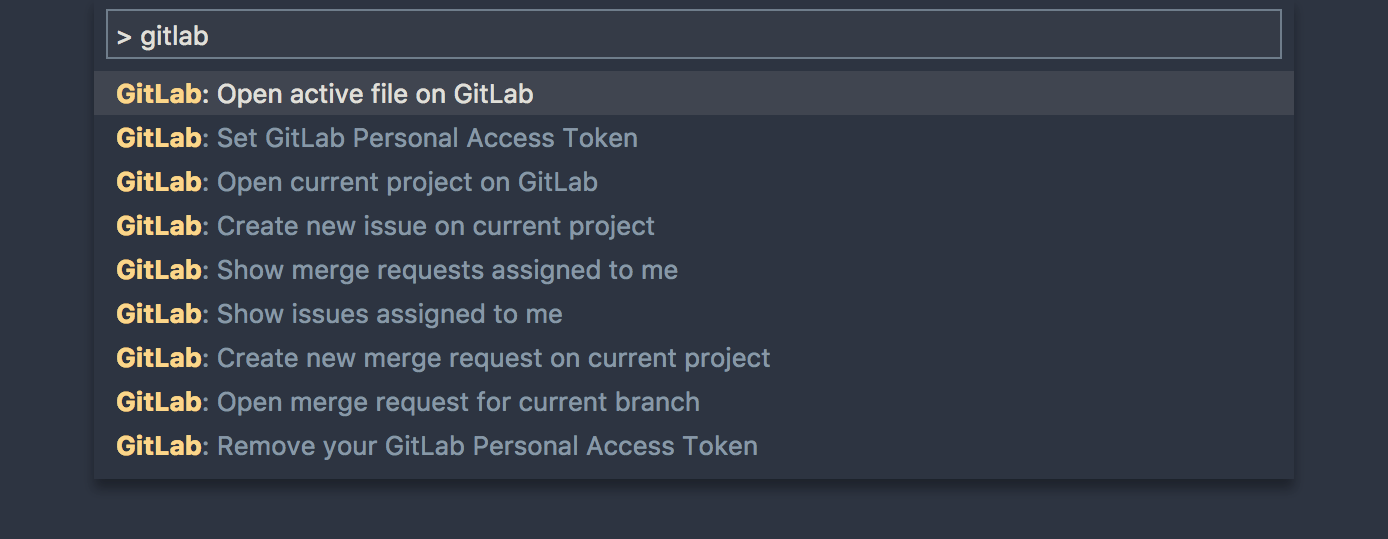 > gitlab
GitLab: Open active file on GitLab
GitLab: Set GitLab Personal Access Token
GitLab: Open current project on GitLab
GitLab: Create new issue on current project
GitLab: Show merge requests assigned to me
GitLab: Show issues assigned to me
GitLab: Create new merge request on current project
GitLab: Open merge request for current branch
GitLab: Remove your GitLab Personal Access Token